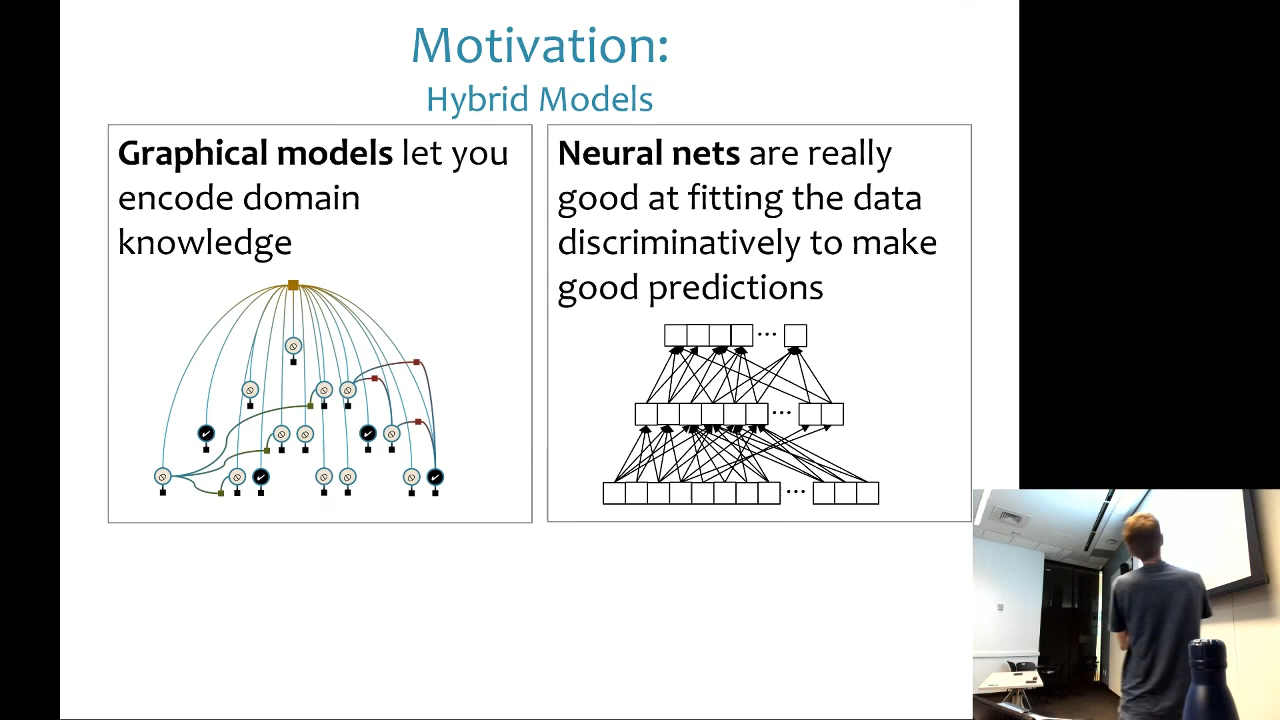 Motivation:
Hybrid Models
Graphical models let you
encode domain
knowledge
Neural nets are really
good at fitting the data
discriminatively to make
good predictions
...
...
...